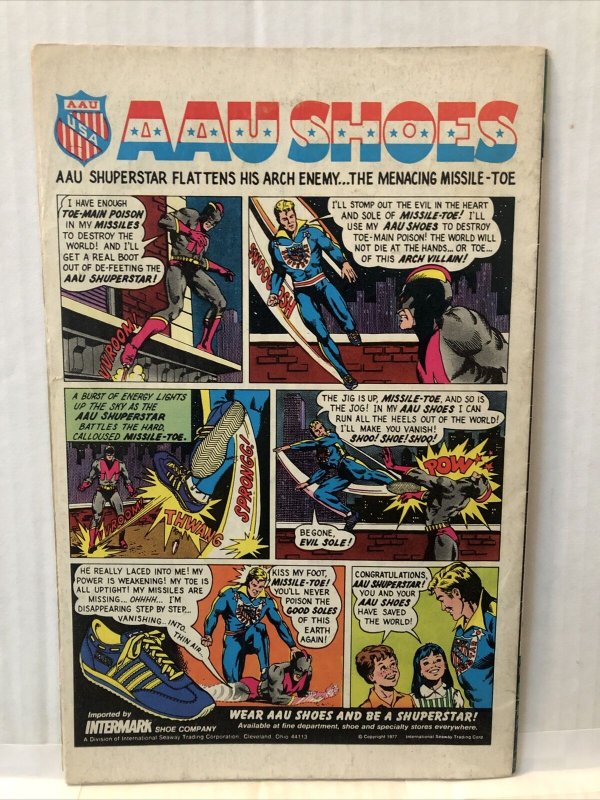 AAU
USA
AAU SHOES
AAU SHUPERSTAR FLATTENS HIS ARCH ENEMY...THE MENACING MISSILE-TOE
I HAVE ENOUGH
TOE-MAIN POISON
IN MY MISSILES
TO DESTROY THE
WORLD! AND I'LL
GET A REAL BOOT
OUT OF DE-FEETING THE
AAU SHUPERSTAR!
VUROOM!
I'LL STOMP OUT THE EVIL IN THE HEART
AND SOLE OF MISSILE-TOE! I'LL
USE MY AAU SHOES TO DESTROY
TOE-MAIN POISON! THE WORLD WILL
NOT DIE AT THE HANDS... OR TOE...
OF THIS ARCH VILLAIN!
A BURST OF ENERGY LIGHTS
UP THE SKY AS THE
AAU SHUPERSTAR
BATTLES THE HARD,
CALLOUSED MISSILE-TOE.
THWANG
SPRONGG!
THE JIG IS UP, MISSILE-TOE, AND SO IS
THE JOG! IN MY AAU SHOES I CAN
RUN ALL THE HEELS OUT OF THE WORLD!
I'LL MAKE YOU VANISH!
SHOO! SHOE! SHOO!
POW
BEGONE,
EVIL SOLE!
HE REALLY LACED INTO ME! MY
POWER IS WEAKENING! MY TOE IS
ALL UPTIGHT! MY MISSILES ARE
MISSING... OHHHH... I'M
DISAPPEARING STEP BY STEP...
VANISHING.. INTO..
THIN AIR...
KISS MY FOOT,
MISSILE-TOE!
YOU'LL NEVER
POISON THE
GOOD SOLES
OF THIS
EARTH
AGAIN!
CONGRATULATIONS,
AAU SHUPERSTAR!
YOU AND YOUR
AAU SHOES
HAVE SAVED
THE WORLD!
Imported by
INTERMARK SHOE COMPANY
A Division of International Seaway Trading Corporation, Cleveland, Ohio 44113
WEAR AAU SHOES AND BE A SHUPERSTAR!
Available at fine department, shoe and specialty stores everywhere.
© Copyright 1977 International Seaway Trading Corp